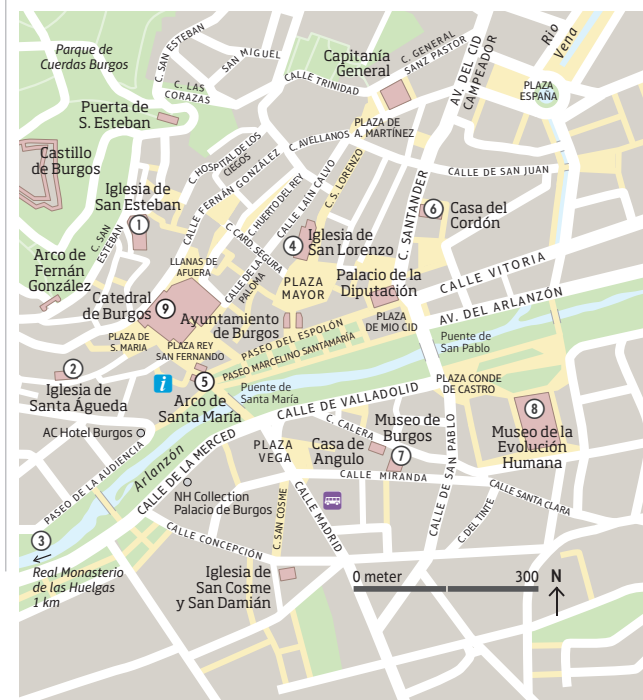 Parque de
Cuerdas Burgos
C. SAN ESTEBAN
SAN MIGUEL
C. LAS
CORAZAS
CALLE TRINIDAD
Capitanía
General
C. GENERAL
SANZ PASTOR
AV. DEL CID
CAMPEADOR
Rio
Vena
PLAZA
ESPAÑA
Puerta de
S. Esteban
PLAZA DE
A. MARTÍNEZ
C. AVELLANOS
C. HOSPITAL DE LOS
CIEGOS
Castillo
de Burgos
CALLE FERNÁN GONZÁLEZ
C. HUERTO DEL REY
CALLE LAÍN CALVO
C. S. LORENZO
CALLE DE SAN JUAN
Iglesia de
San Esteban
1
C. SAN
ESTEBAN
C. SANTANDER
6
Casa del
Cordón
C. CARD. SEGURA
4
Iglesia de
San Lorenzo
Arco de
Fernán
González
LLANAS DE
AFUERA
CALLE DE LA
PALOMA
PLAZA
MAYOR
Palacio de la
Diputación
CALLE VITORIA
AV. DEL ARLANZÓN
Catedral
de Burgos
9
Ayuntamiento
de Burgos
PLAZA
DE MIO CID
PLAZA DE
S. MARIA
PLAZA REY
SAN FERNANDO
PASEO DEL ESPOLÓN
PASEO MARCELINO SANTAMARÍA
Puente de
San Pablo
2
Iglesia de
Santa Águeda
i
5
Arco de
Santa María
Puente de
Santa María
CALLE DE VALLADOLID
PLAZA CONDE
DE CASTRO
8
Museo de la
Evolución
Humana
AC Hotel Burgos
C. CALERA
Museo de
Burgos
7
PLAZA
VEGA
Casa de
Angulo
CALLE MIRANDA
CALLE DE SAN PABLO
CALLE SANTA CLARA
C. DEL TINTE
PASEO DE LA AUDIENCIA
Arlanzón
CALLE DE LA MERCED
NH Collection
Palacio de Burgos
C. SAN COSME
CALLE MADRID
CALLE CONCEPCIÓN
3
Real Monasterio
de las Huelgas
1 km
Iglesia de
San Cosme
y San Damián
0 meter 300
N